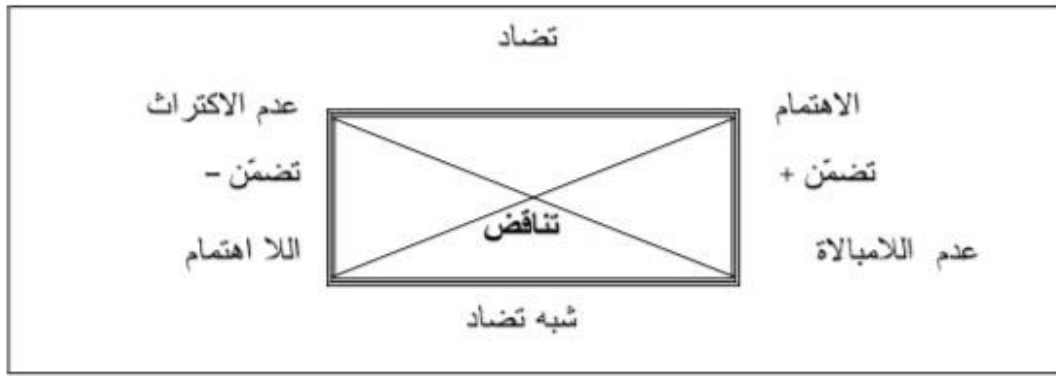 تضاد
الاهتمام
عدم الاكتراث
تضمّن +
تضمّن –
تناقض
عدم اللامبالاة
اللا اهتمام
شبه تضاد